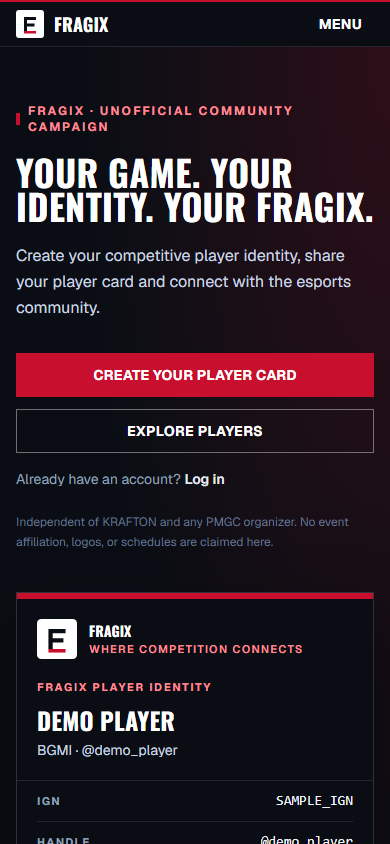 E FRAGIX
MENU
FRAGIX · UNOFFICIAL COMMUNITY
CAMPAIGN
YOUR GAME. YOUR
IDENTITY. YOUR FRAGIX.
Create your competitive player identity, share
your player card and connect with the esports
community.
CREATE YOUR PLAYER CARD
EXPLORE PLAYERS
Already have an account? Log in
Independent of KRAFTON and any PMGC organizer. No event
affiliation, logos, or schedules are claimed here.
E FRAGIX
WHERE COMPETITION CONNECTS
FRAGIX PLAYER IDENTITY
DEMO PLAYER
BGMI · @demo_player
IGN SAMPLE_IGN
HANDLE @demo_player